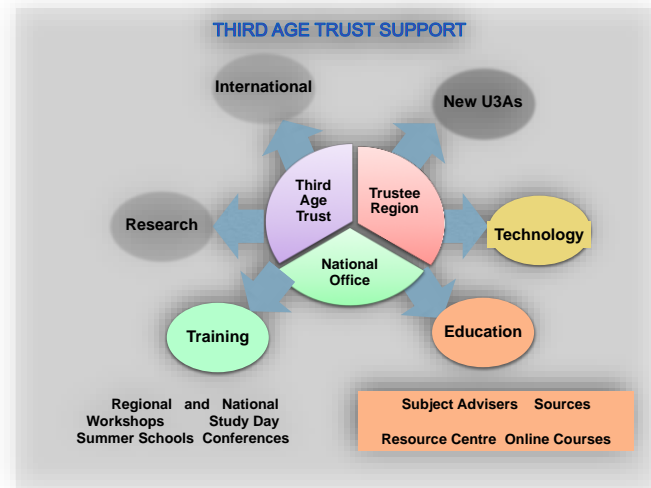 THIRD AGE TRUST SUPPORT
International
New U3As
Third
Age
Trust
Trustee
Region
Research
Technology
National
Office
Training
Education
Regional and National
Workshops Study Day
Summer Schools Conferences
Subject Advisers Sources
Resource Centre Online Courses